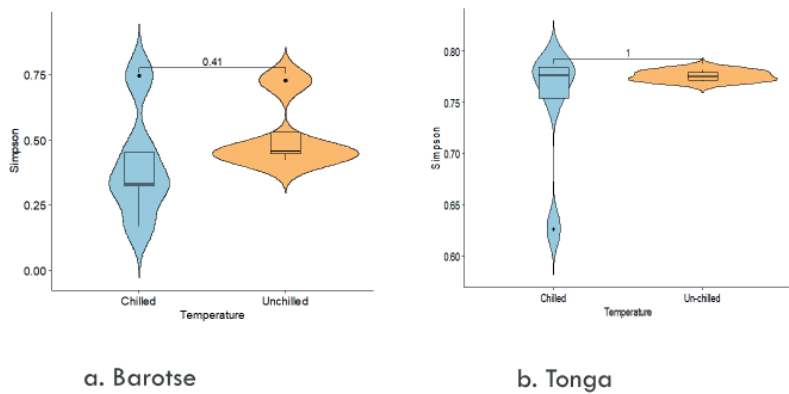 0.75
0.50
0.25
0.00
Simpson
0.41
Chilled
Unchilled
Temperature
a. Barotse
0.80
0.75
0.70
0.65
0.60
Simpson
1
Chilled
Un-chilled
Temperature
b. Tonga